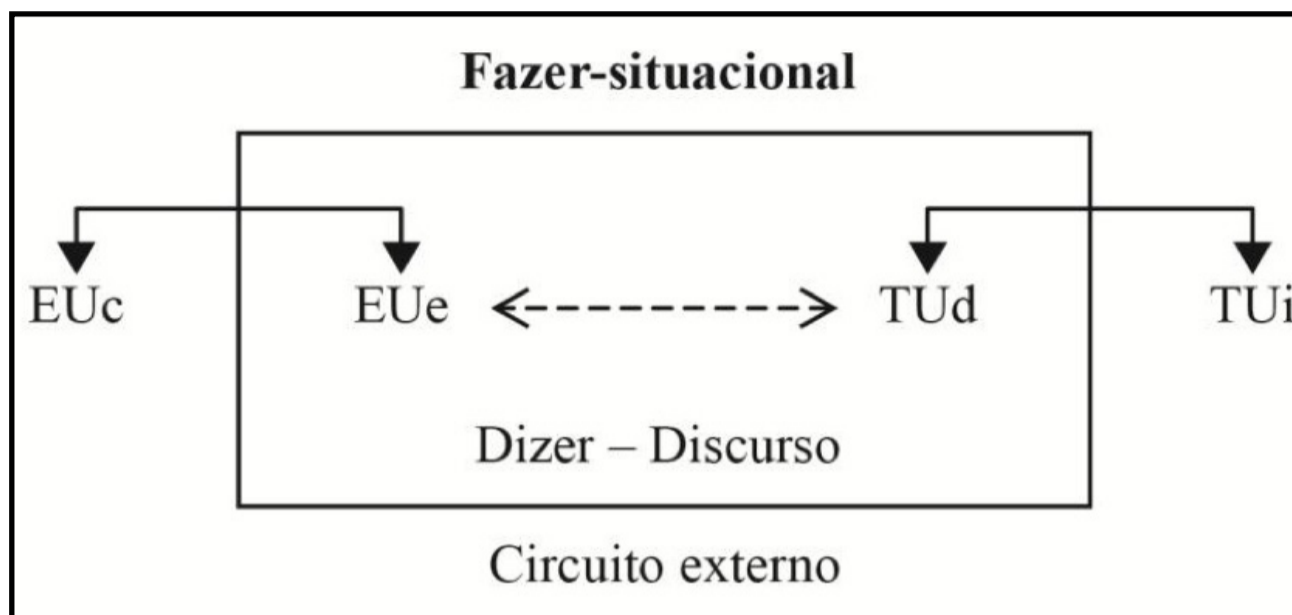 Fazer-situacional
EUc EUe TUd TUi
Dizer – Discurso
Circuito externo